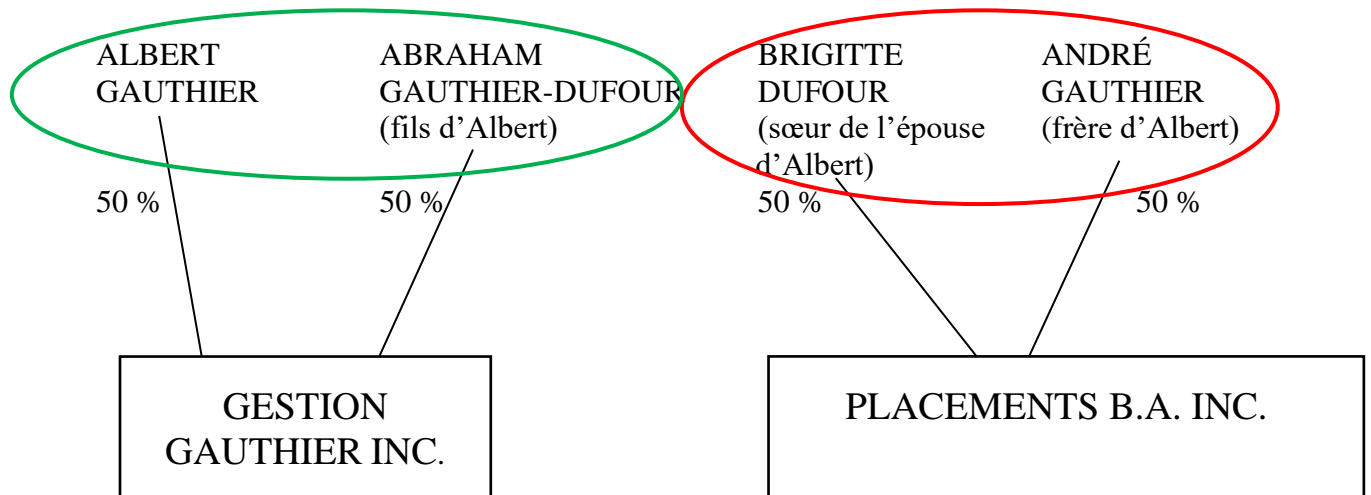 ALBERT
GAUTHIER
ABRAHAM
GAUTHIER-DUFOUR
(fils d’Albert)
BRIGITTE
DUFOUR
(sœur de l’épouse
d’Albert)
ANDRÉ
GAUTHIER
(frère d’Albert)
50 %
50 %
50 %
50 %
GESTION
GAUTHIER INC.
PLACEMENTS B.A. INC.